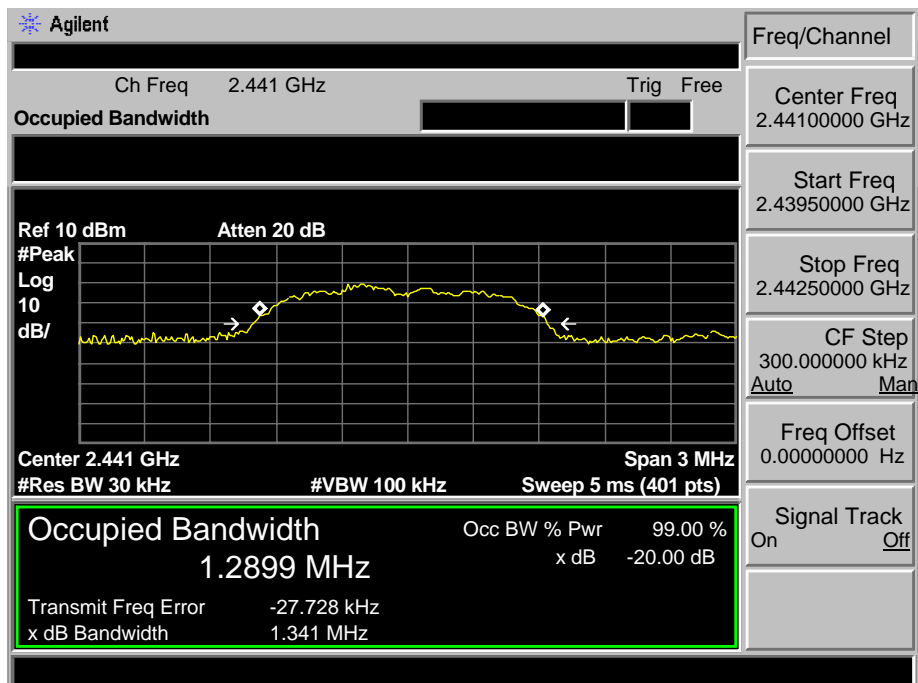 Agilent
Freq/Channel
Ch Freq 2.441 GHz Trig Free
Occupied Bandwidth
Center Freq
2.44100000 GHz
Start Freq
2.43950000 GHz
Ref 10 dBm Atten 20 dB
#Peak
Log
10
dB/
Stop Freq
2.44250000 GHz
CF Step
300.000000 kHz
Auto Man
Freq Offset
0.00000000 Hz
Center 2.441 GHz Span 3 MHz
#Res BW 30 kHz #VBW 100 kHz Sweep 5 ms (401 pts)
Signal Track
On Off
Occupied Bandwidth
1.2899 MHz
Occ BW % Pwr 99.00 %
x dB -20.00 dB
Transmit Freq Error -27.728 kHz
x dB Bandwidth 1.341 MHz